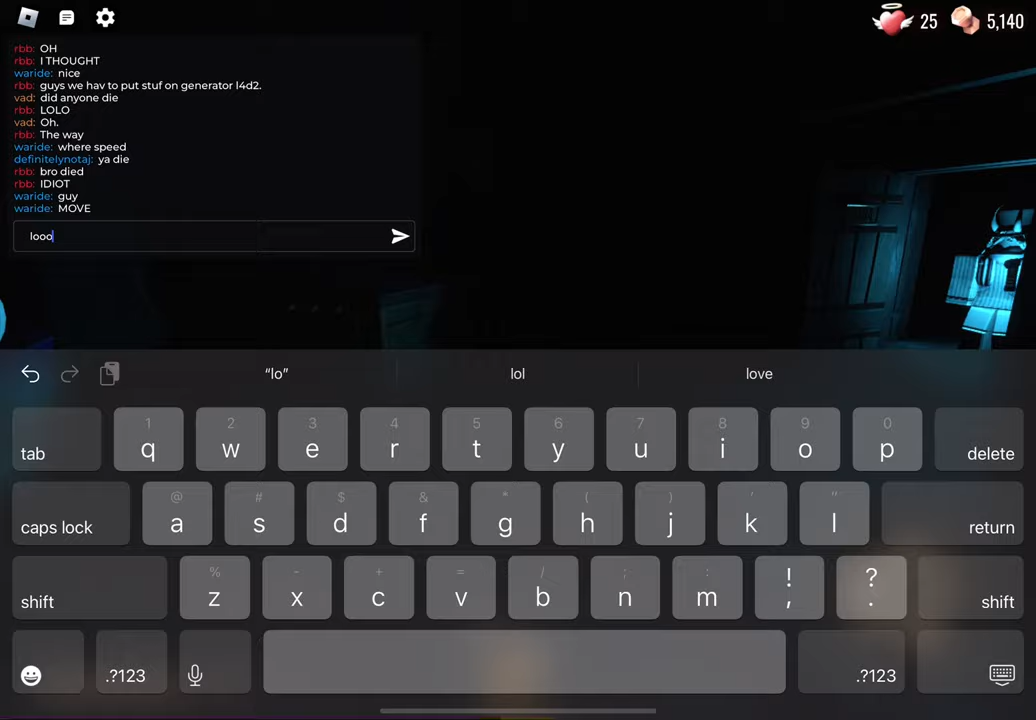 25 5,140
rbb: OH
rbb: I THOUGHT
waride: nice
rbb: guys we hav to put stuf on generator l4d2.
vad: did anyone die
rbb: LOLO
vad: Oh.
rbb: The way
waride: where speed
definitelynotaj: ya die
rbb: bro died
rbb: IDIOT
waride: guy
waride: MOVE
looo
“lo” lol love
1 2 3 4 5 6 7 8 9 0
tab q w e r t y u i o p delete
@ # $ & * ( ) ' "
caps lock a s d f g h j k l return
% - + = / ; : ! ?
shift z x c v b n m , . shift
.?123 .?123